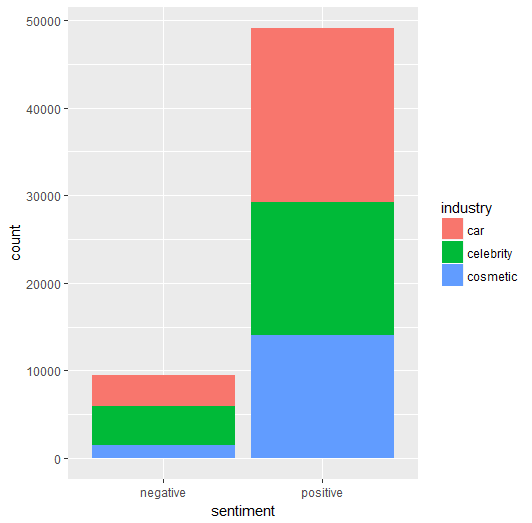 50000
40000
30000
20000
10000
0
count
negative positive
sentiment
industry
car
celebrity
cosmetic